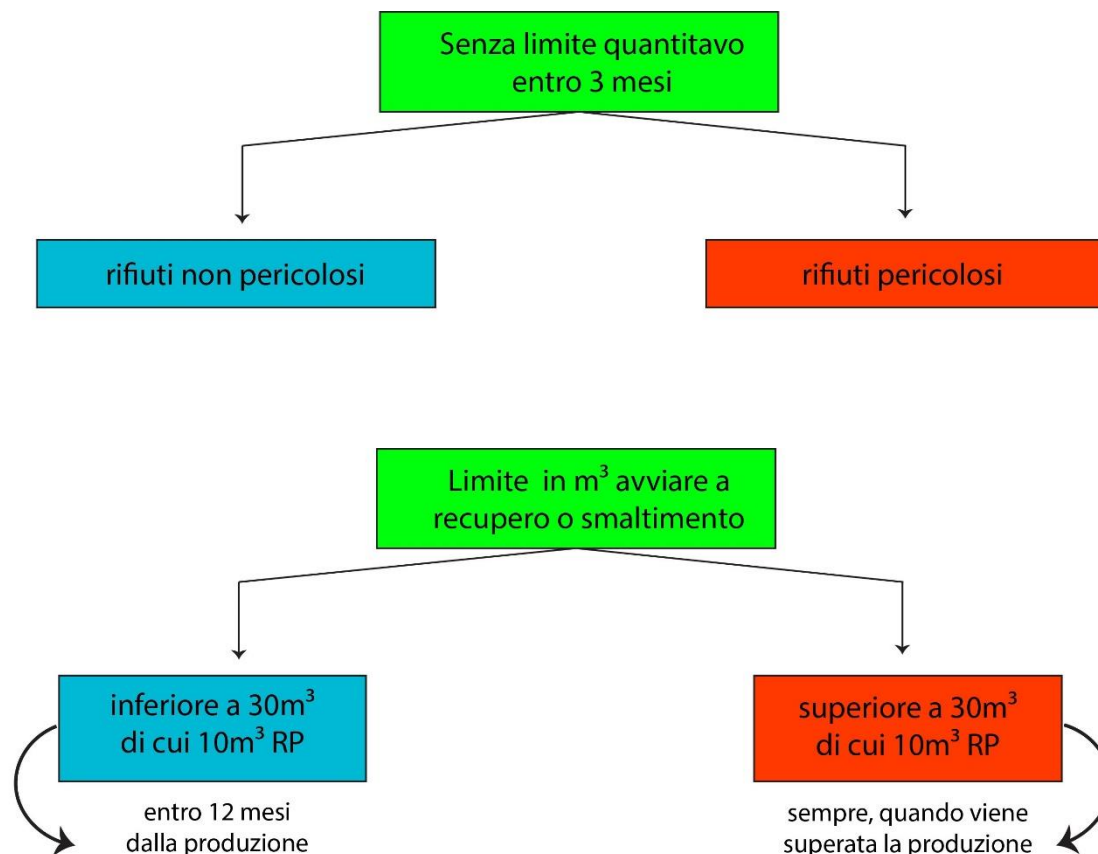 Senza limite quantitavo
entro 3 mesi
rifiuti non pericolosi
rifiuti pericolosi
Limite in m³ avviare a
recupero o smaltimento
inferiore a 30m³
di cui 10m³ RP
entro 12 mesi
dalla produzione
superiore a 30m³
di cui 10m³ RP
sempre, quando viene
superata la produzione